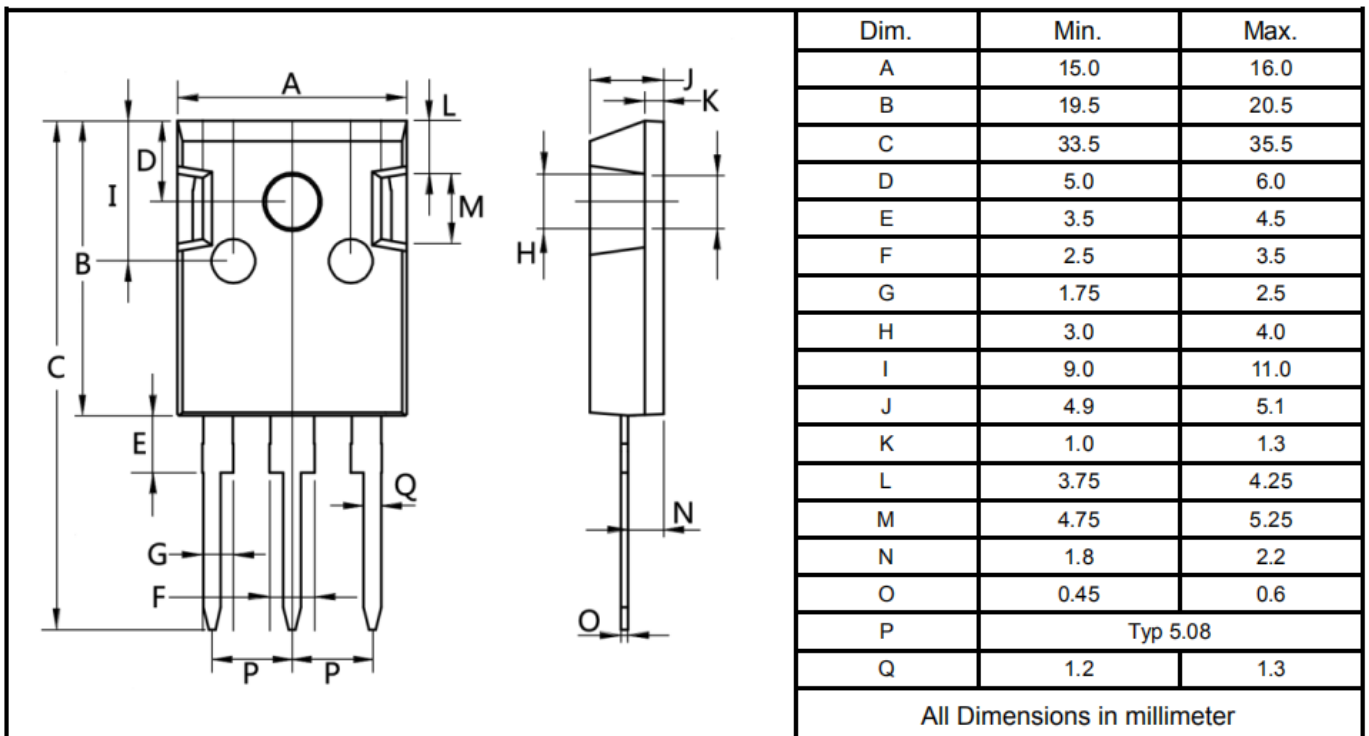 A
L
D
I
M
B
C
E
Q
G
F
P P
J
K
H
N
O
Dim. Min. Max.
A 15.0 16.0
B 19.5 20.5
C 33.5 35.5
D 5.0 6.0
E 3.5 4.5
F 2.5 3.5
G 1.75 2.5
H 3.0 4.0
I 9.0 11.0
J 4.9 5.1
K 1.0 1.3
L 3.75 4.25
M 4.75 5.25
N 1.8 2.2
O 0.45 0.6
P Typ 5.08
Q 1.2 1.3
All Dimensions in millimeter